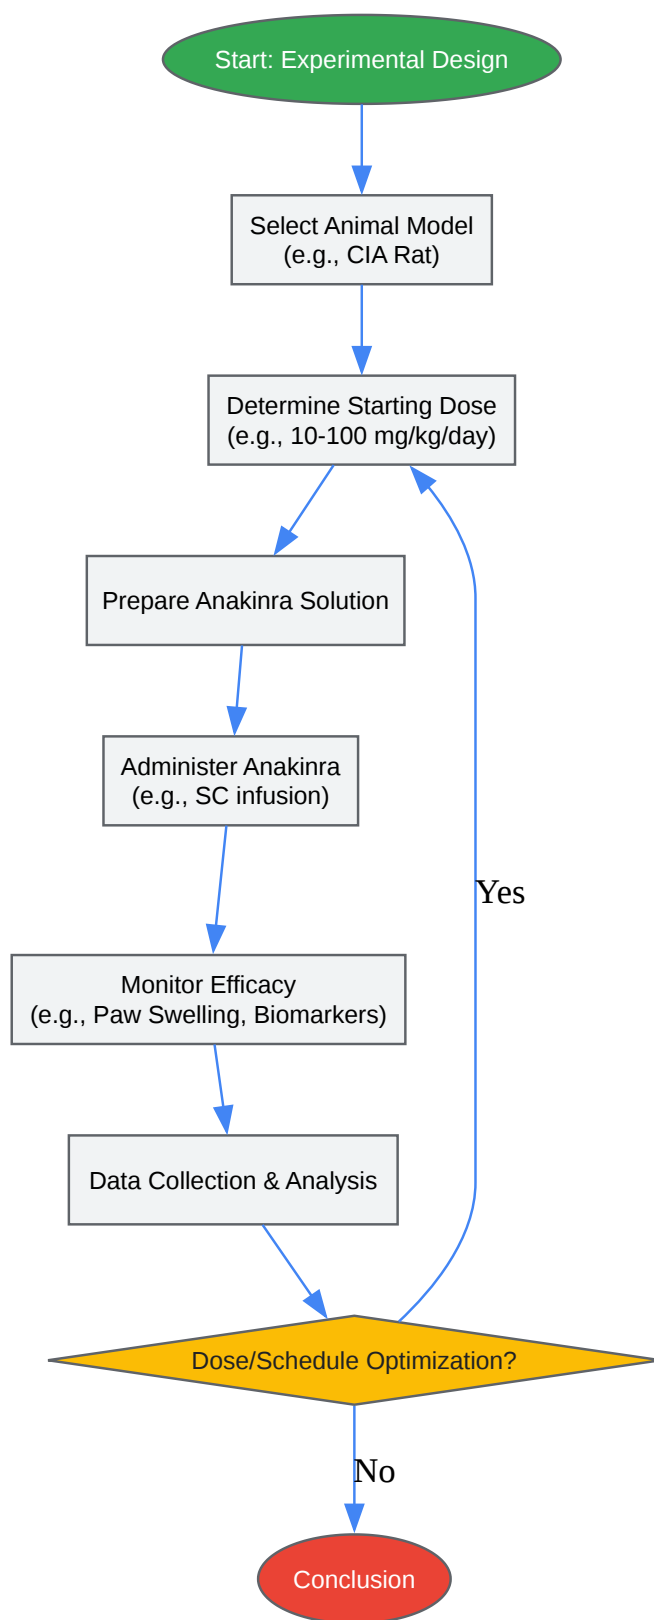 Start: Experimental Design
Select Animal Model
(e.g., CIA Rat)
Determine Starting Dose
(e.g., 10-100 mg/kg/day)
Prepare Anakinra Solution
Administer Anakinra
(e.g., SC infusion)
Yes
Monitor Efficacy
(e.g., Paw Swelling, Biomarkers)
Data Collection & Analysis
Dose/Schedule Optimization?
No
Conclusion